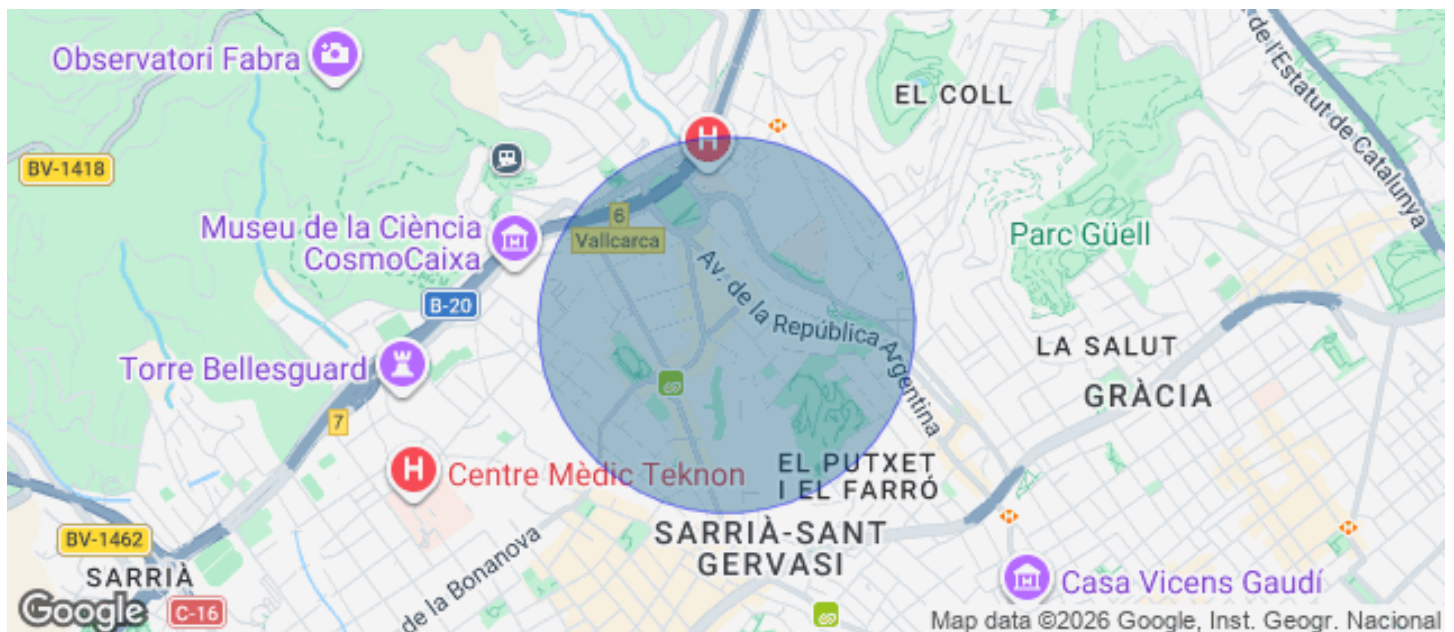 Observatori Fabra
H
EL COLL
de l'Estatut de Catalunya
BV-1418
Museu de la Ciència
CosmoCaixa
6
Vallcarca
Parc Güell
B-20
Av. de la República Argentina
Torre Bellesguard
LA SALUT
GRÀCIA
7
H
Centre Mèdic Teknon
EL PUTXET
I EL FARRÓ
BV-1462
SARRIÀ-SANT
GERVASI
SARRIÀ
de la Bonanova
Casa Vicens Gaudí
Google
C-16
Map data ©2026 Google, Inst. Geogr. Nacional